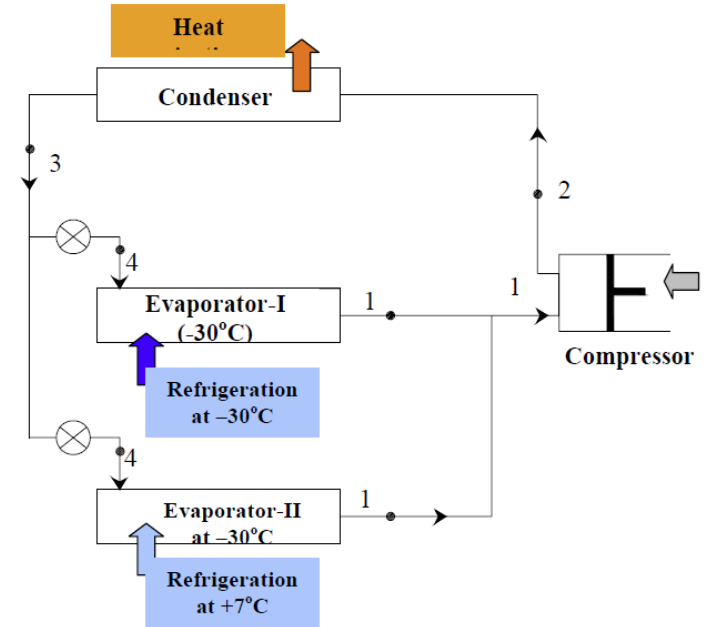 Heat
Condenser
3
2
4
Evaporator-I
(-30°C)
1
1
Compressor
Refrigeration
at –30°C
4
Evaporator-II
at –30°C
1
Refrigeration
at +7°C